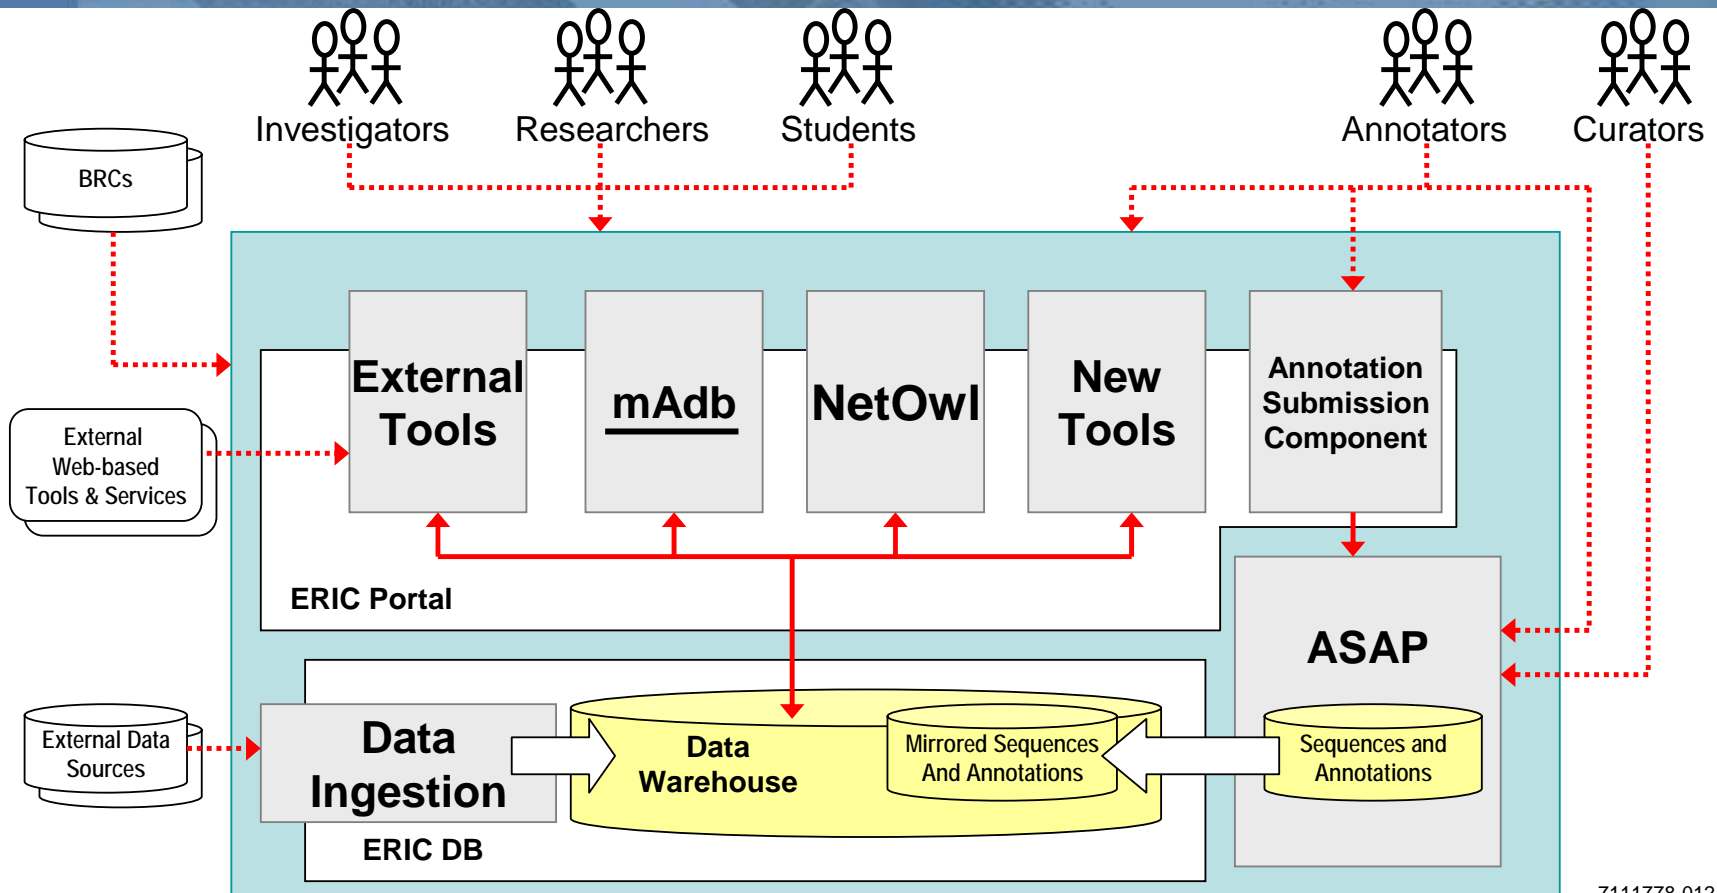 Investigators
Researchers
Students
Annotators
Curators
BRCs
External
Tools
mAdb
NetOwl
New
Tools
Annotation
Submission
Component
External
Web-based
Tools & Services
ERIC Portal
ASAP
External Data
Sources
Data
Ingestion
Data
Warehouse
Mirrored Sequences
And Annotations
Sequences and
Annotations
ERIC DB
7111778-012